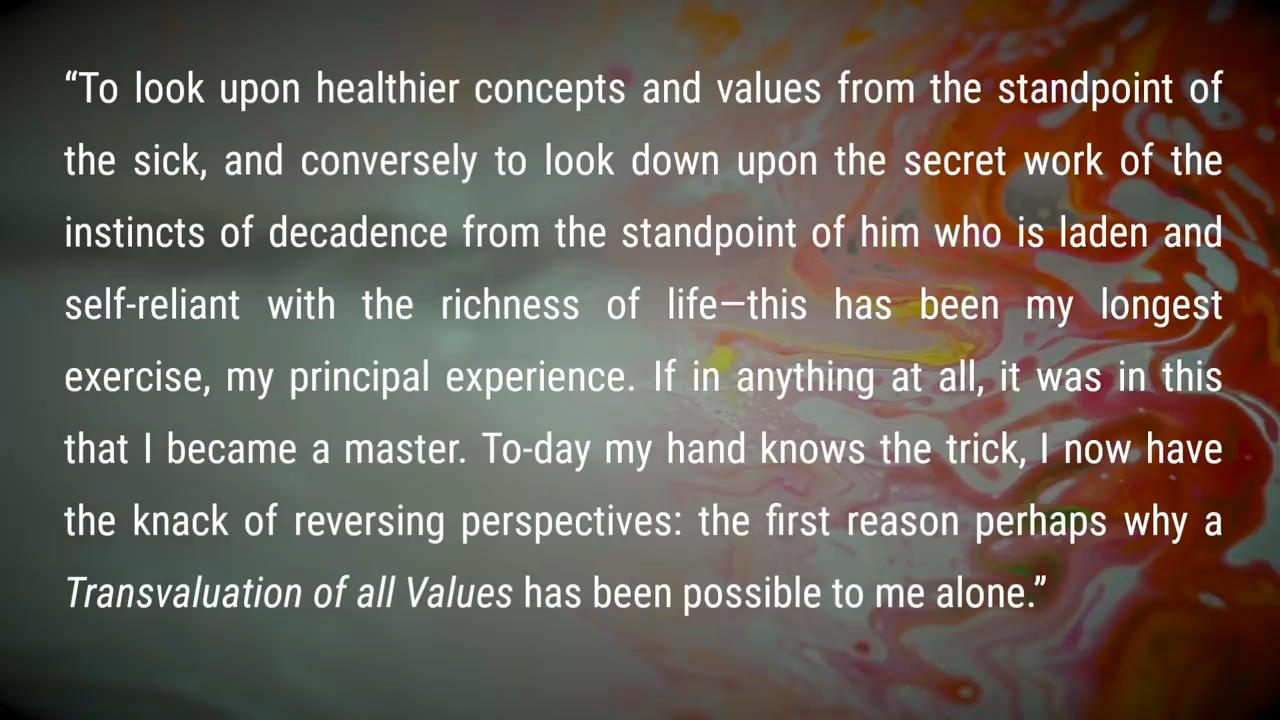 “To look upon healthier concepts and values from the standpoint of
the sick, and conversely to look down upon the secret work of the
instincts of decadence from the standpoint of him who is laden and
self-reliant with the richness of life—this has been my longest
exercise, my principal experience. If in anything at all, it was in this
that I became a master. To-day my hand knows the trick, I now have
the knack of reversing perspectives: the first reason perhaps why a
Transvaluation of all Values has been possible to me alone.”